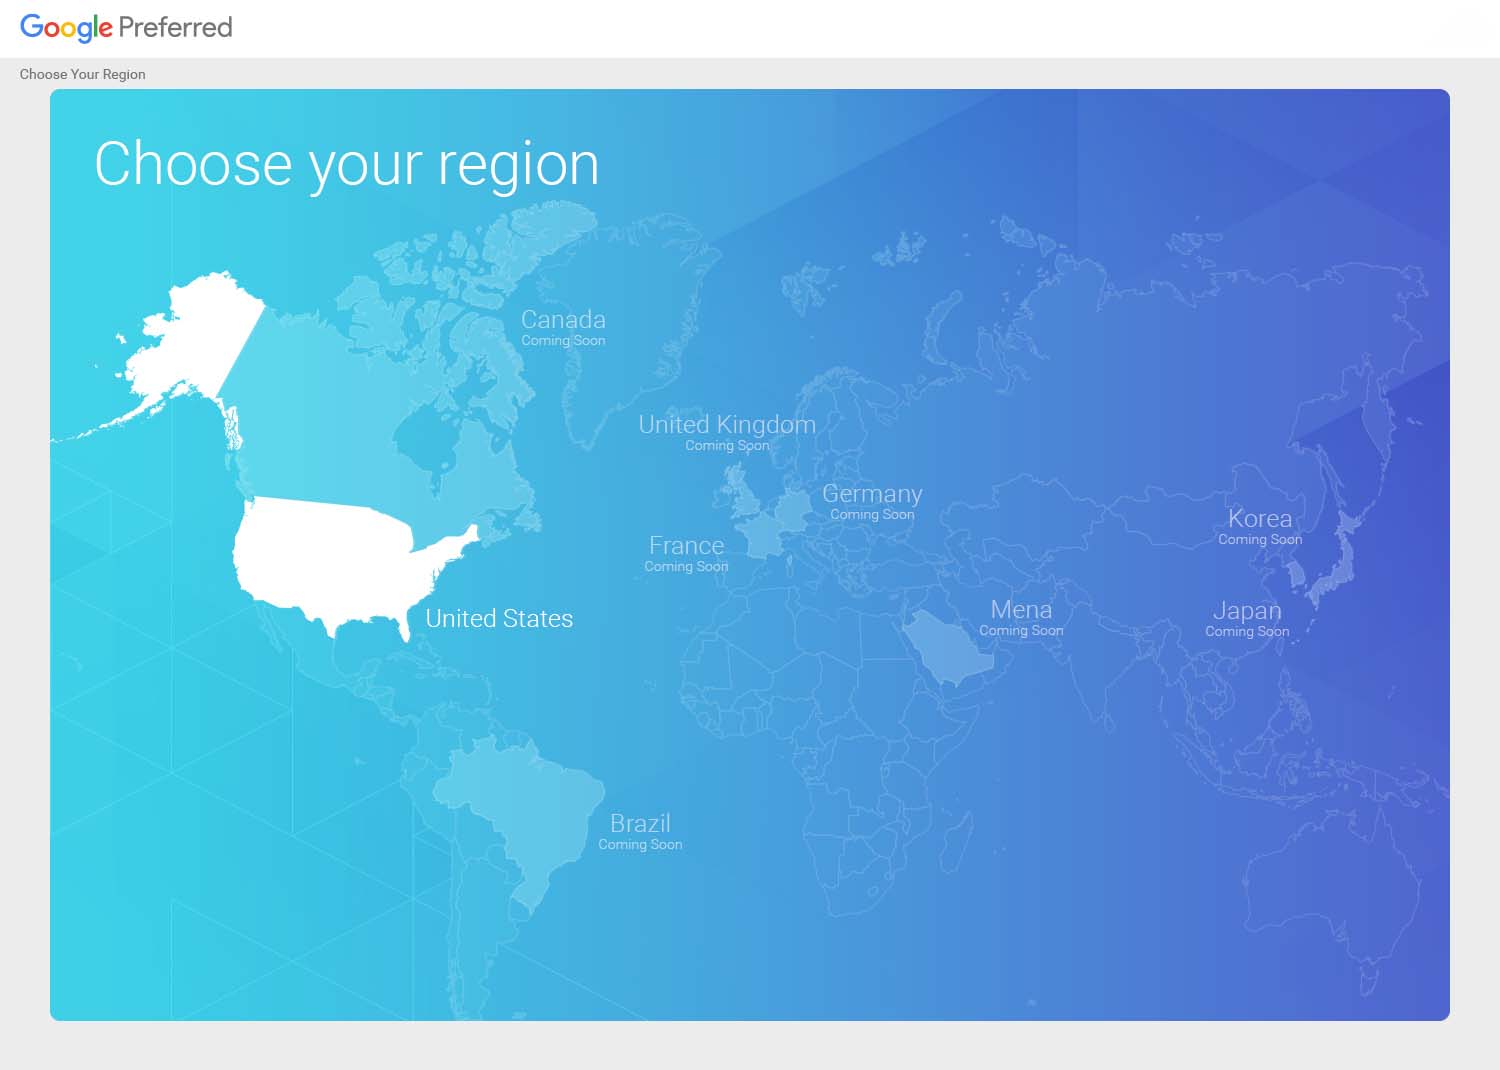 Google Preferred
Choose Your Region
Choose your region
Canada
Coming Soon
United Kingdom
Coming Soon
Germany
Coming Soon
Korea
Coming Soon
France
Coming Soon
Mena
Coming Soon
Japan
Coming Soon
United States
Brazil
Coming Soon